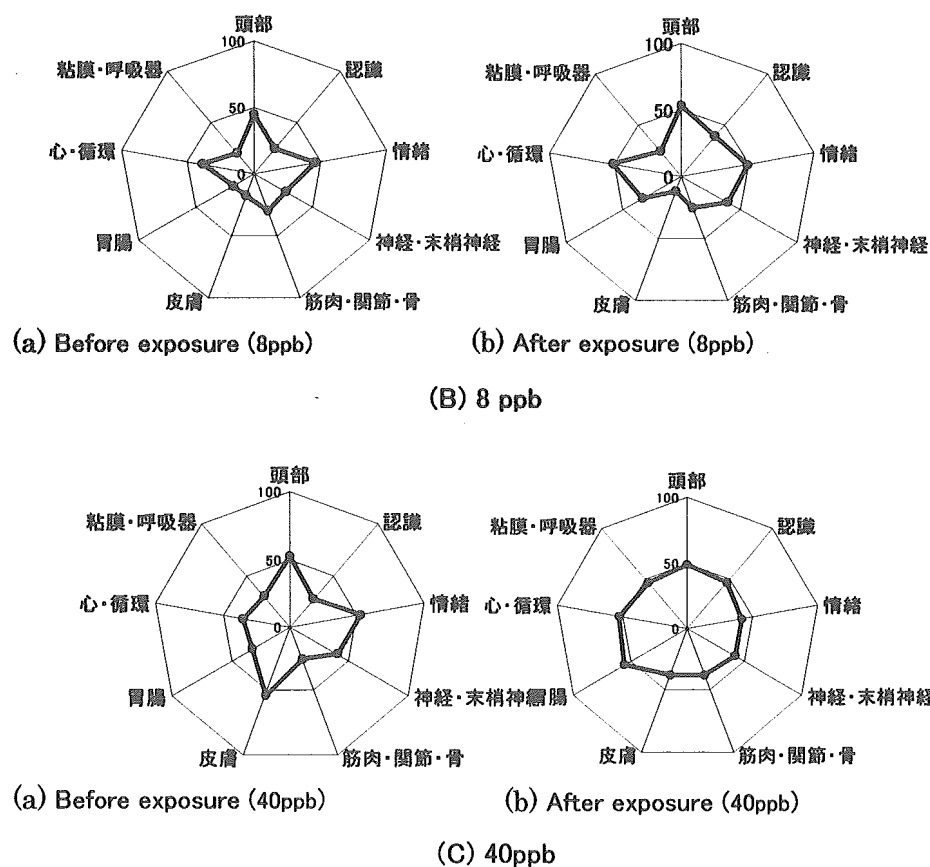 頭部
100
粘膜・呼吸器
認識
50
心・循環
情緒
0
胃腸
神経・末梢神経
皮膚
筋肉・関節・骨
(a) Before exposure (8ppb)
頭部
100
粘膜・呼吸器
認識
50
心・循環
情緒
0
胃腸
神経・末梢神経
皮膚
筋肉・関節・骨
(b) After exposure (8ppb)
(B) 8 ppb
頭部
100
粘膜・呼吸器
認識
50
心・循環
情緒
0
胃腸
神経・末梢神
皮膚
筋肉・関節・骨
(a) Before exposure (40ppb)
頭部
100
粘膜・呼吸器
認識
50
心・循環
情緒
0
胃腸
神経・末梢神経
皮膚
筋肉・関節・骨
(b) After exposure (40ppb)
(C) 40ppb